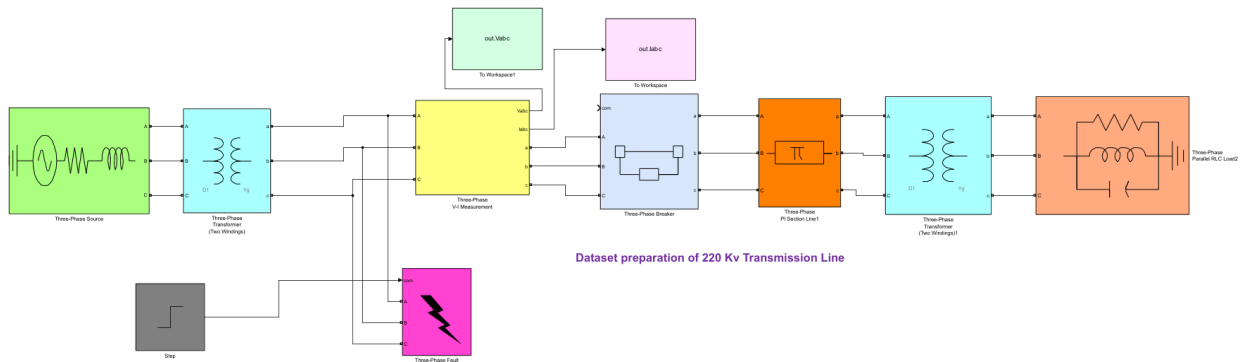 out.Vabc
To Workspace1
out.Iabc
To Workspace
A
B
C
Three-Phase Source
A
B
C
a
b
c
D1
Yg
Three-Phase
Transformer
(Two Windings)
A
B
C
Vabc
Iabc
a
b
c
Three-Phase
V-I Measurement
com
A
B
C
a
b
c
Three-Phase Breaker
A
B
C
a
b
c
Three-Phase
PI Section Line1
A
B
C
a
b
c
D1
Yg
Three-Phase
Transformer
(Two Windings)1
A
B
C
Three-Phase
Parallel RLC Load2
Dataset preparation of 220 Kv Transmission Line
Step
com
A
B
C
Three-Phase Fault